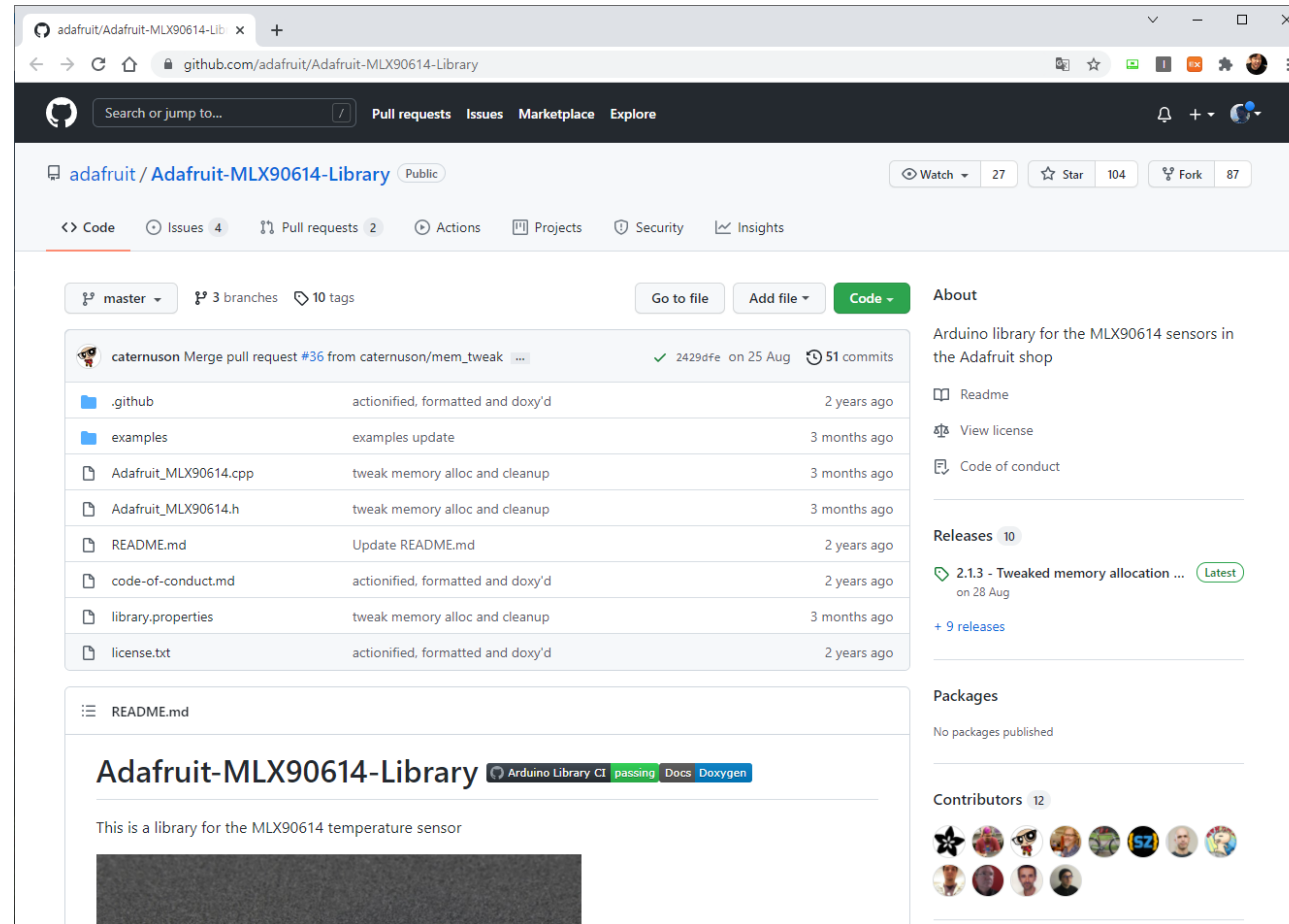 adafruit/Adafruit-MLX90614-Lib
github.com/adafruit/Adafruit-MLX90614-Library
Search or jump to... / Pull requests Issues Marketplace Explore
adafruit / Adafruit-MLX90614-Library Public Watch 27 Star 104 Fork 87
Code Issues 4 Pull requests 2 Actions Projects Security Insights
master 3 branches 10 tags Go to file Add file Code
caternuson Merge pull request #36 from caternuson/mem_tweak ... 2429dfe on 25 Aug 51 commits
.github actionified, formatted and doxy'd 2 years ago
examples examples update 3 months ago
Adafruit_MLX90614.cpp tweak memory alloc and cleanup 3 months ago
Adafruit_MLX90614.h tweak memory alloc and cleanup 3 months ago
README.md Update README.md 2 years ago
code-of-conduct.md actionified, formatted and doxy'd 2 years ago
library.properties tweak memory alloc and cleanup 3 months ago
license.txt actionified, formatted and doxy'd 2 years ago
README.md
Adafruit-MLX90614-Library Arduino Library CI passing Docs Doxygen
This is a library for the MLX90614 temperature sensor
About
Arduino library for the MLX90614 sensors in
the Adafruit shop
Readme
View license
Code of conduct
Releases 10
2.1.3 - Tweaked memory allocation ... Latest
on 28 Aug
+ 9 releases
Packages
No packages published
Contributors 12
SZ